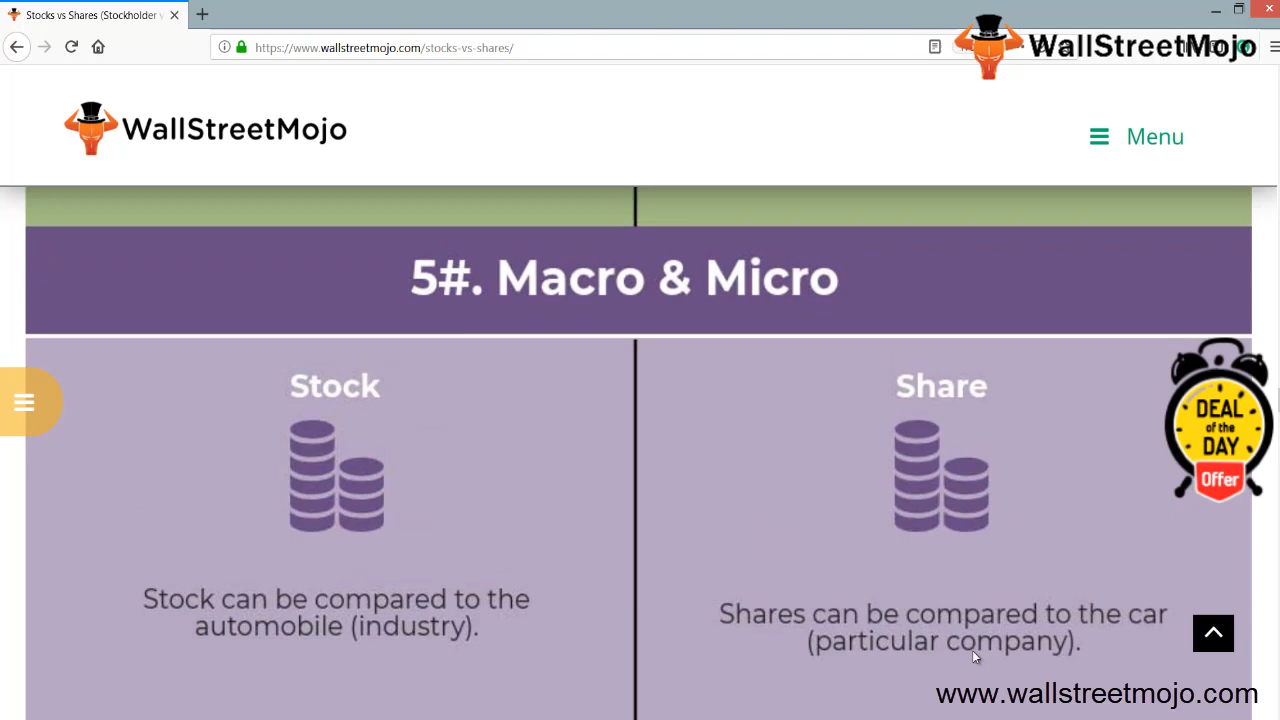 Stocks vs Shares (Stockholder v
https://www.wallstreetmojo.com/stocks-vs-shares/
WallStreetMojo
WallStreetMojo
Menu
5#. Macro & Micro
Stock
Share
DEAL
of the
DAY
Offer
Stock can be compared to the
automobile (industry).
Shares can be compared to the car
(particular company).
www.wallstreetmojo.com